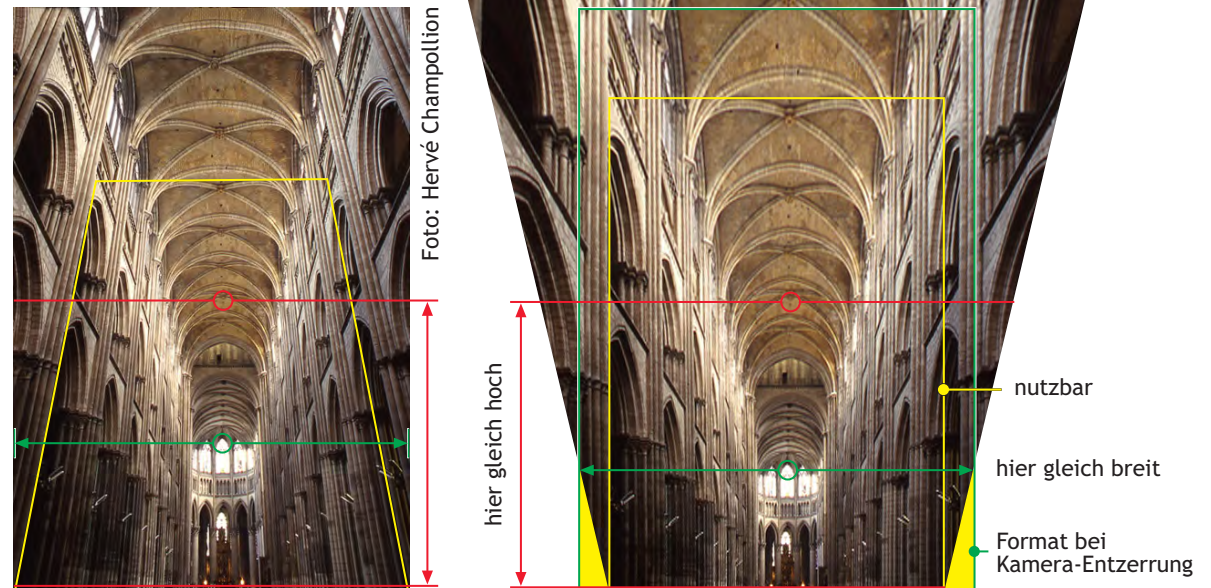 Foto: Hervé Champollion
hier gleich hoch
nutzbar
hier gleich breit
Format bei
Kamera-Entzerrung